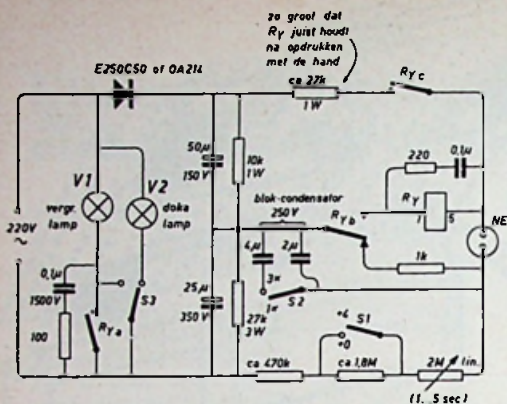 zo groot dat
Ry juist houdt
na opdrukken
met de hand
E250C50 of OA214
ca 27k
1W
Ry c
50µ
150V
10k
1W
220
0,1µ
V1
V2
vergr.
lamp
doka
lamp
blok-condensator
250V
Ry b
Ry
1
5
NE
220V
~
4µ
2µ
1k
0,1µ
1500V
S3
25µ
350V
3x
1x
S2
27k
3W
100
Ry a
+4
S1
+0
ca 470k
ca 1,8M
2M
lin.
(1..5 sec)